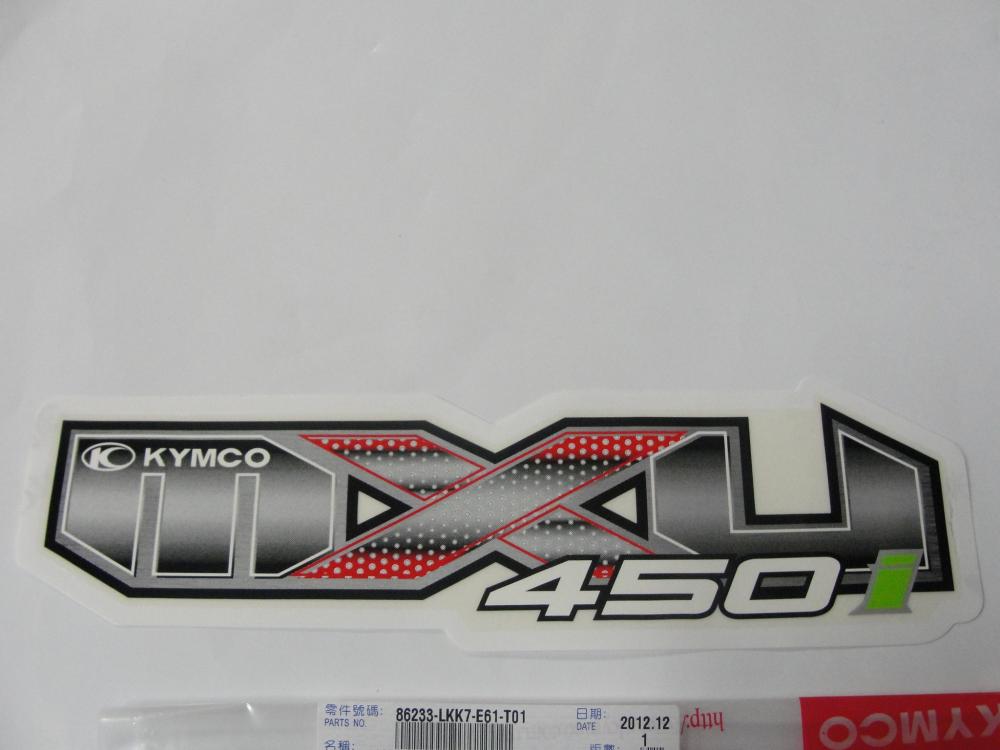 KYMCO
mxu
450i
零件號碼: 86233-LKK7-E61-T01 日期: 2012.12
PARTS NO. DATE
名稱: 1
http:
KYMCO